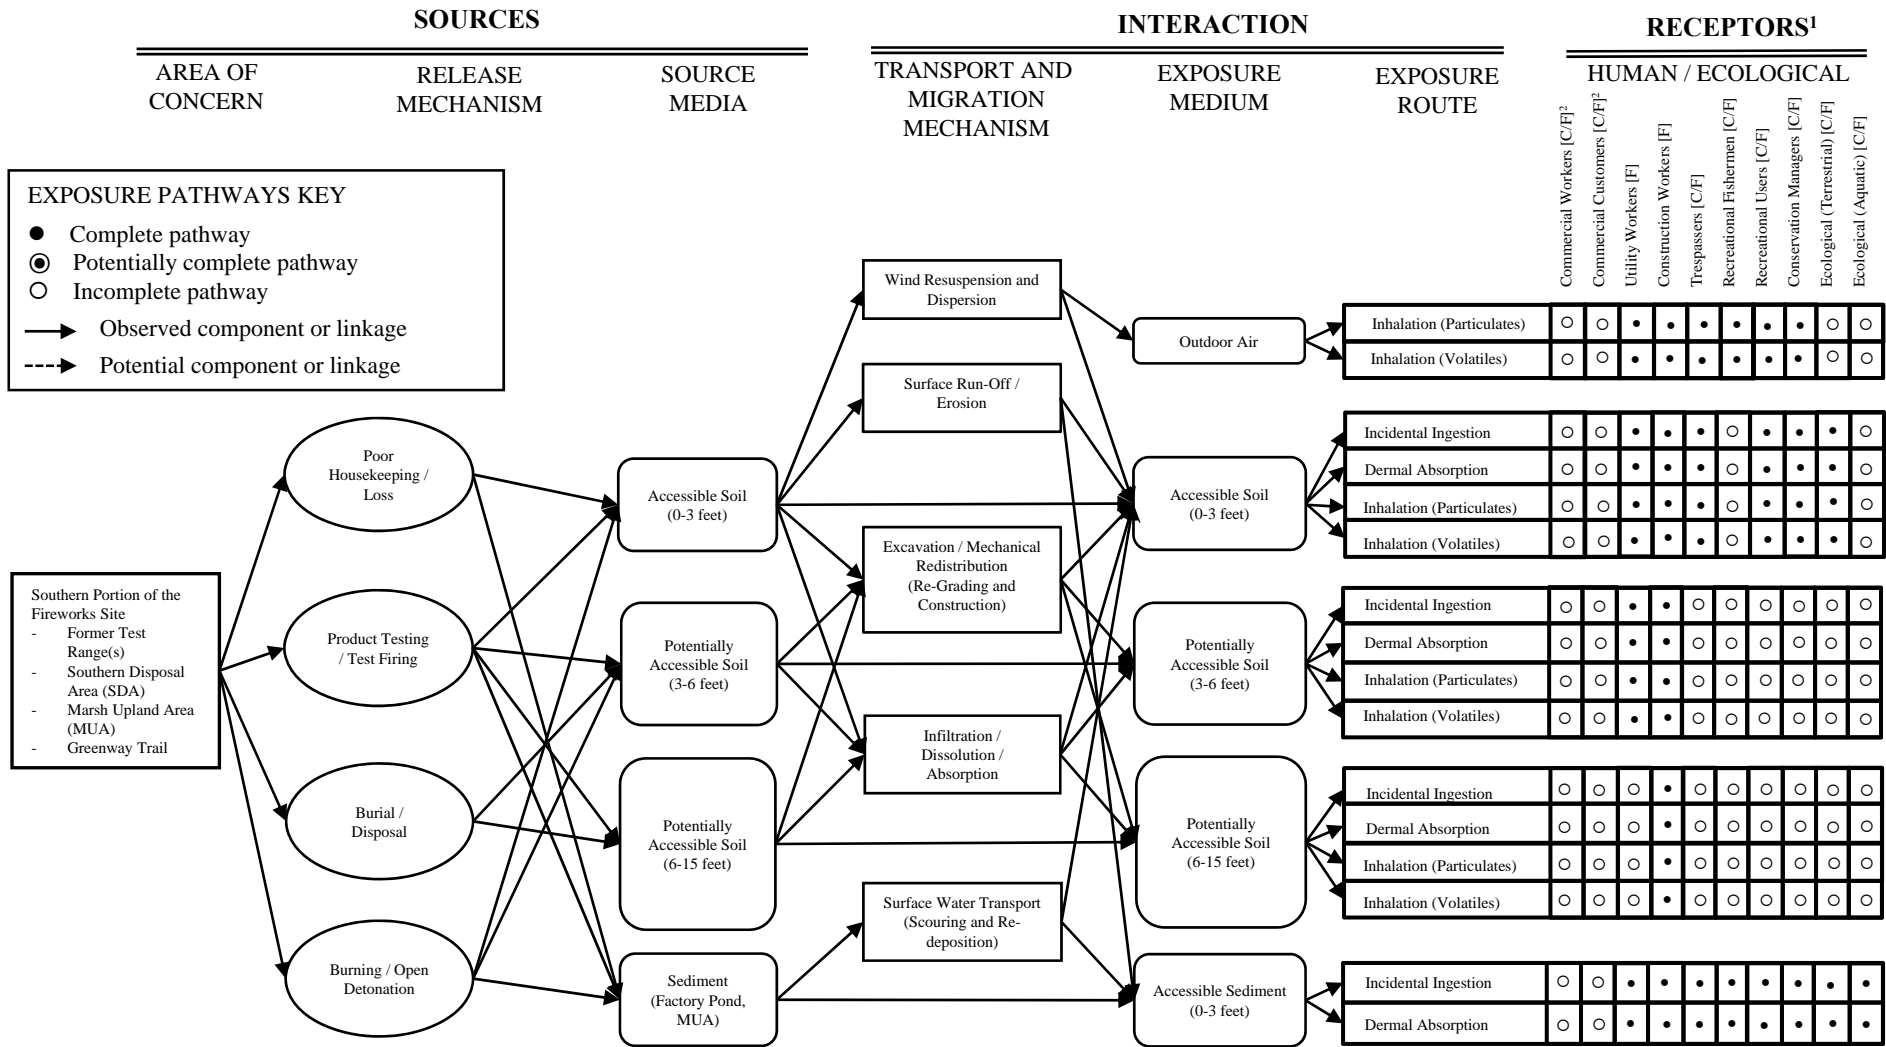 SOURCES
INTERACTION
RECEPTORS¹
AREA OF
CONCERN
RELEASE
MECHANISM
SOURCE
MEDIA
TRANSPORT AND
MIGRATION
MECHANISM
EXPOSURE
MEDIUM
EXPOSURE
ROUTE
HUMAN / ECOLOGICAL
Commercial Workers [C/F]²
Commercial Customers [C/F]²
Utility Workers [F]
Construction Workers [F]
Trespassers [C/F]
Recreational Fishermen [C/F]
Recreational Users [C/F]
Conservation Managers [C/F]
Ecological (Terrestrial) [C/F]
Ecological (Aquatic) [C/F]
EXPOSURE PATHWAYS KEY
Complete pathway
Potentially complete pathway
Incomplete pathway
Observed component or linkage
Potential component or linkage
Southern Portion of the
Fireworks Site
- Former Test
Range(s)
- Southern Disposal
Area (SDA)
- Marsh Upland Area
(MUA)
- Greenway Trail
Poor
Housekeeping /
Loss
Product Testing
/ Test Firing
Burial /
Disposal
Burning / Open
Detonation
Accessible Soil
(0-3 feet)
Potentially
Accessible Soil
(3-6 feet)
Potentially
Accessible Soil
(6-15 feet)
Sediment
(Factory Pond,
MUA)
Wind Resuspension and
Dispersion
Surface Run-Off /
Erosion
Excavation / Mechanical
Redistribution
(Re-Grading and
Construction)
Infiltration /
Dissolution /
Absorption
Surface Water Transport
(Scouring and Re-
deposition)
Outdoor Air
Accessible Soil
(0-3 feet)
Potentially
Accessible Soil
(3-6 feet)
Potentially
Accessible Soil
(6-15 feet)
Accessible Sediment
(0-3 feet)
Inhalation (Particulates)
Inhalation (Volatiles)
Incidental Ingestion
Dermal Absorption
Inhalation (Particulates)
Inhalation (Volatiles)
Incidental Ingestion
Dermal Absorption
Inhalation (Particulates)
Inhalation (Volatiles)
Incidental Ingestion
Dermal Absorption
Inhalation (Particulates)
Inhalation (Volatiles)
Incidental Ingestion
Dermal Absorption